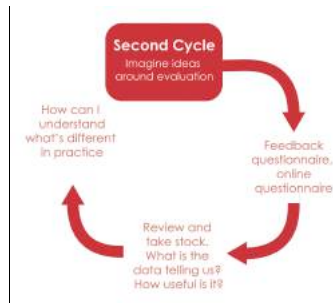 Second Cycle
Imagine ideas
around evaluation
Feedback
questionnaire,
online
questionnaire
Review and
take stock.
What is the
data telling us?
How useful is it?
How can I
understand
what's different
in practice